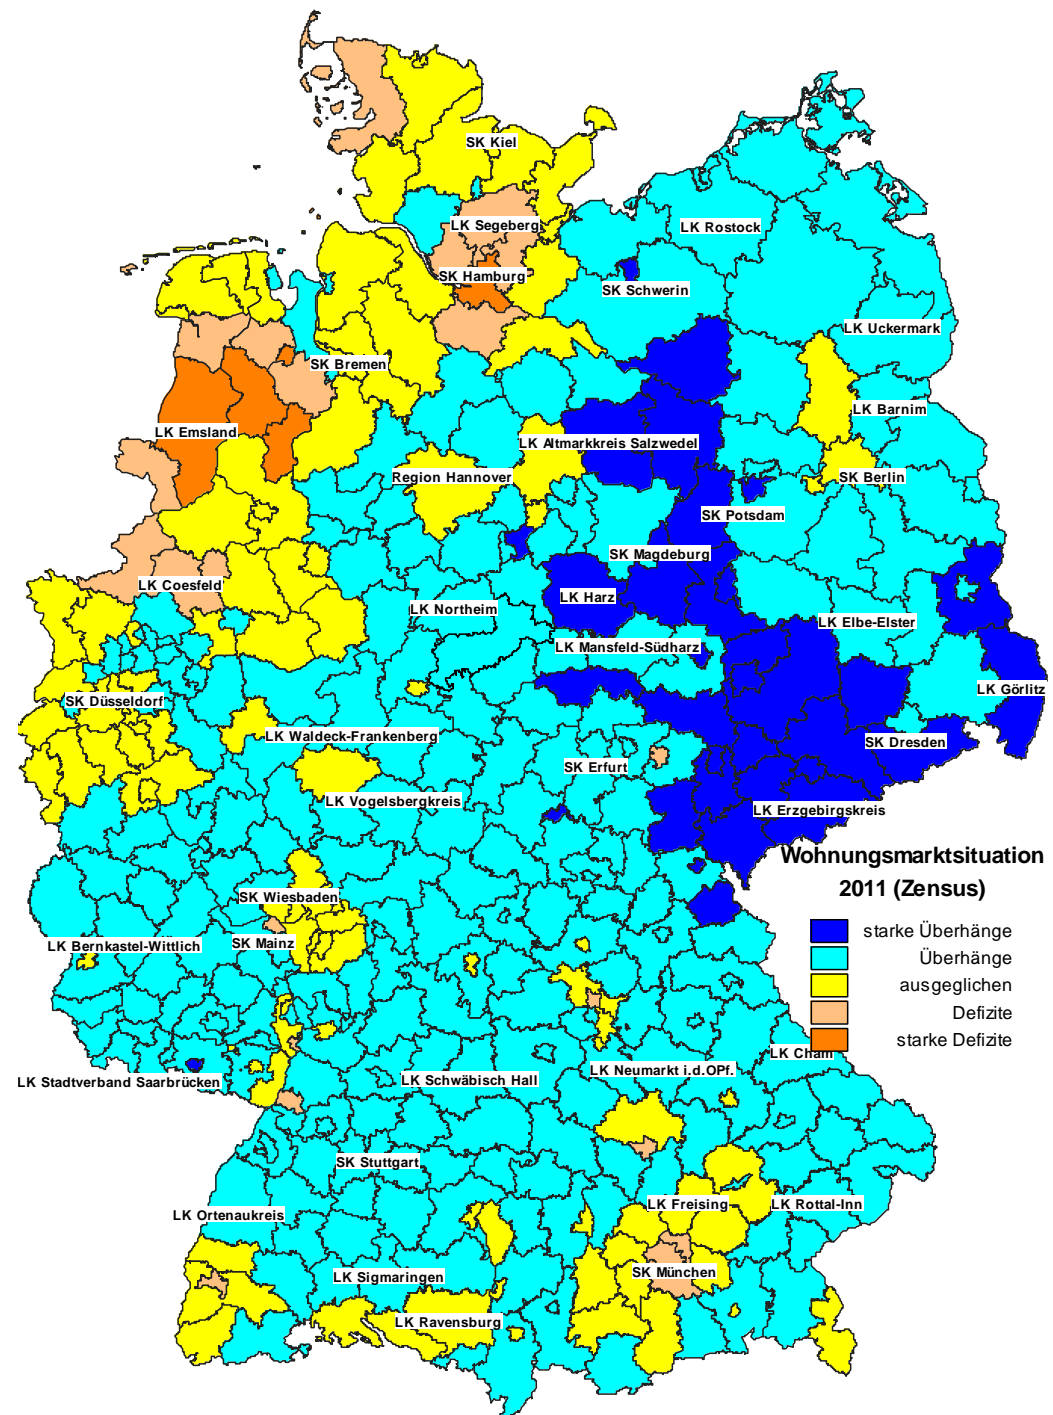 SK Kiel
LK Segeberg
LK Rostock
SK Hamburg
SK Schwerin
LK Uckermark
SK Bremen
LK Barnim
LK Emsland
LK Altmarkkreis Salzwedel
Region Hannover
SK Berlin
SK Potsdam
SK Magdeburg
LK Coesfeld
LK Harz
LK Northeim
LK Elbe-Elster
LK Mansfeld-Südharz
LK Görlitz
SK Düsseldorf
LK Waldeck-Frankenberg
SK Dresden
SK Erfurt
LK Vogelsbergkreis
LK Erzgebirgskreis
Wohnungsmarktsituation
2011 (Zensus)
SK Wiesbaden
starke Überhänge
SK Mainz
LK Bernkastel-Wittlich
Überhänge
ausgeglichen
Defizite
starke Defizite
LK Cham
LK Neumarkt i.d.OPf.
LK Stadtverband Saarbrücken
LK Schwäbisch Hall
SK Stuttgart
LK Freising
LK Rottal-Inn
LK Ortenaukreis
SK München
LK Sigmaringen
LK Ravensburg